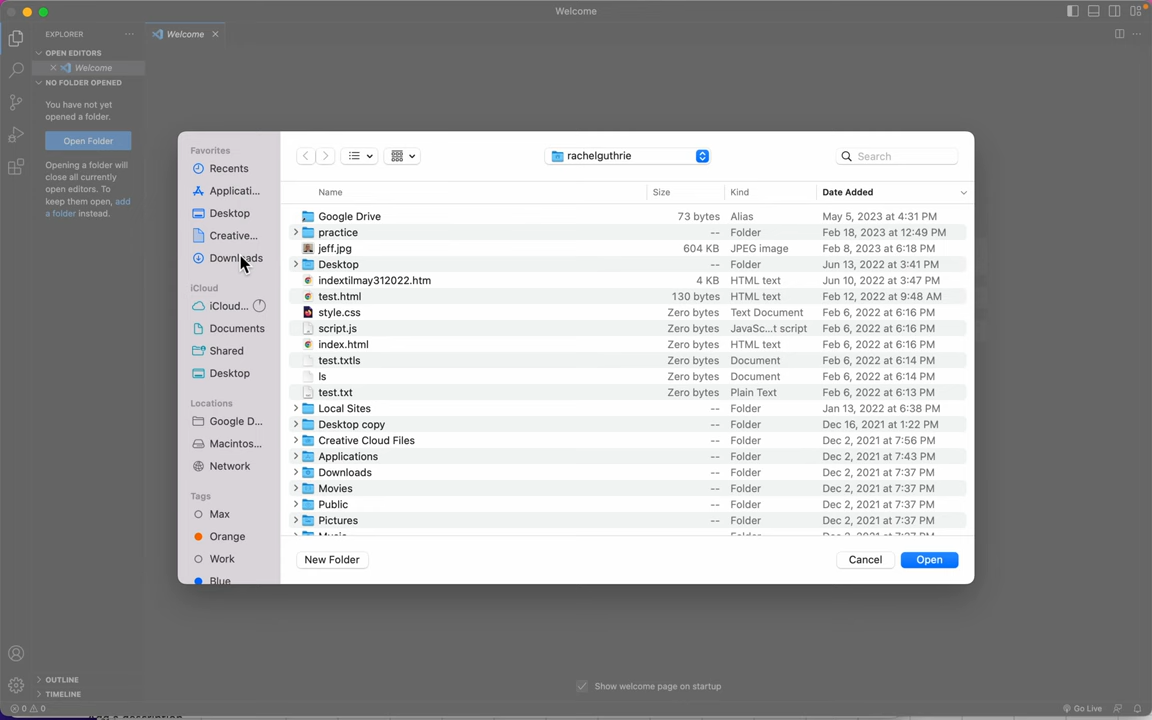 Welcome
EXPLORER
Welcome
OPEN EDITORS
Welcome
NO FOLDER OPENED
You have not yet
opened a folder.
Open Folder
Opening a folder will
close all currently
open editors. To
keep them open, add
a folder instead.
Favorites
Recents
Applicati...
Desktop
Creative...
Downloads
iCloud
iCloud...
Documents
Shared
Desktop
Locations
Google D...
Macintos...
Network
Tags
Max
Orange
Work
Blue
rachelguthrie
Search
Name Size Kind Date Added
Google Drive 73 bytes Alias May 5, 2023 at 4:31 PM
practice -- Folder Feb 18, 2023 at 12:49 PM
jeff.jpg 604 KB JPEG image Feb 8, 2023 at 6:18 PM
Desktop -- Folder Jun 13, 2022 at 3:41 PM
indextilmay312022.htm 4 KB HTML text Jun 10, 2022 at 3:47 PM
test.html 130 bytes HTML text Feb 12, 2022 at 9:48 AM
style.css Zero bytes Text Document Feb 6, 2022 at 6:16 PM
script.js Zero bytes JavaSc...t script Feb 6, 2022 at 6:16 PM
index.html Zero bytes HTML text Feb 6, 2022 at 6:16 PM
test.txtls Zero bytes Document Feb 6, 2022 at 6:14 PM
ls Zero bytes Document Feb 6, 2022 at 6:14 PM
test.txt Zero bytes Plain Text Feb 6, 2022 at 6:13 PM
Local Sites -- Folder Jan 13, 2022 at 6:38 PM
Desktop copy -- Folder Dec 16, 2021 at 1:22 PM
Creative Cloud Files -- Folder Dec 2, 2021 at 7:56 PM
Applications -- Folder Dec 2, 2021 at 7:43 PM
Downloads -- Folder Dec 2, 2021 at 7:37 PM
Movies -- Folder Dec 2, 2021 at 7:37 PM
Public -- Folder Dec 2, 2021 at 7:37 PM
Pictures -- Folder Dec 2, 2021 at 7:37 PM
New Folder Cancel Open
Show welcome page on startup
OUTLINE
TIMELINE
0 0 Go Live